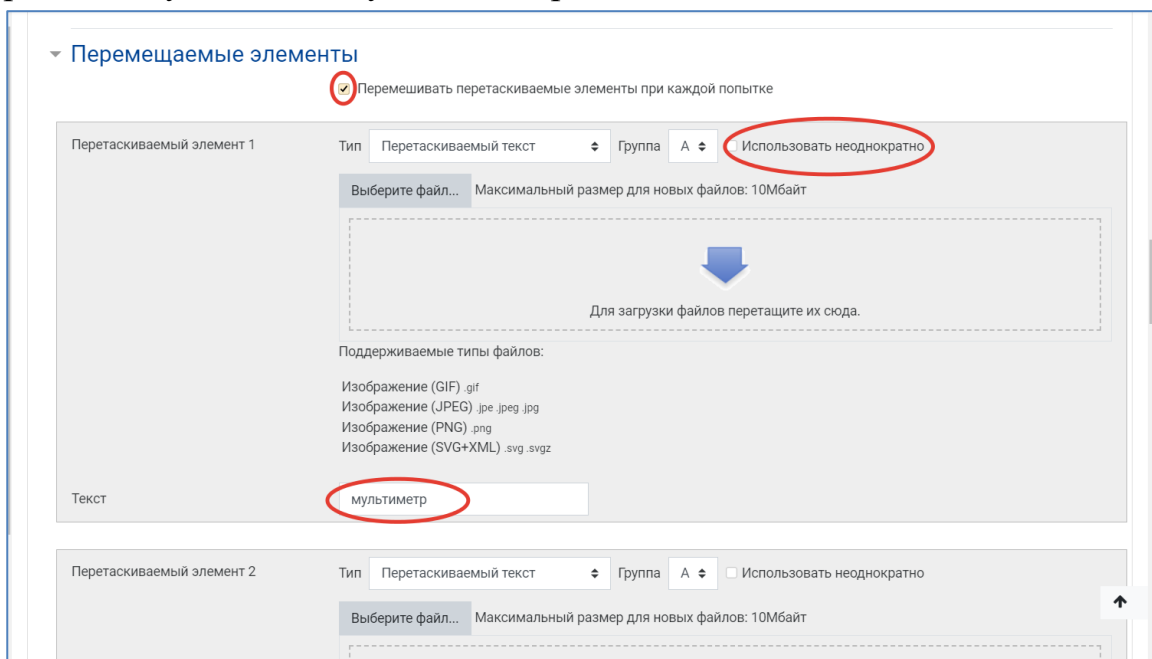 Перемещаемые элементы
Перемешивать перетаскиваемые элементы при каждой попытке
Перетаскиваемый элемент 1 Тип Перетаскиваемый текст Группа A Использовать неоднократно
Выберите файл... Максимальный размер для новых файлов: 10Мбайт
Для загрузки файлов перетащите их сюда.
Поддерживаемые типы файлов:
Изображение (GIF) .gif
Изображение (JPEG) .jpe .jpeg .jpg
Изображение (PNG) .png
Изображение (SVG+XML) .svg .svgz
Текст мультиметр
Перетаскиваемый элемент 2 Тип Перетаскиваемый текст Группа A Использовать неоднократно
Выберите файл... Максимальный размер для новых файлов: 10Мбайт